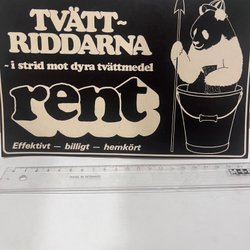 TVÄTT-
RIDDARNA
- i strid mot dyra tvättmedel
rent
Effektivt — billigt — hemkört